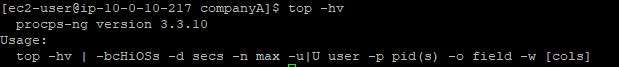 [ec2-user@ip-10-0-10-217 companyA]$ top -hv
  procps-ng version 3.3.10
Usage:
  top -hv | -bcHiOSs -d secs -n max -u|U user -p pid(s) -o field -w [cols]